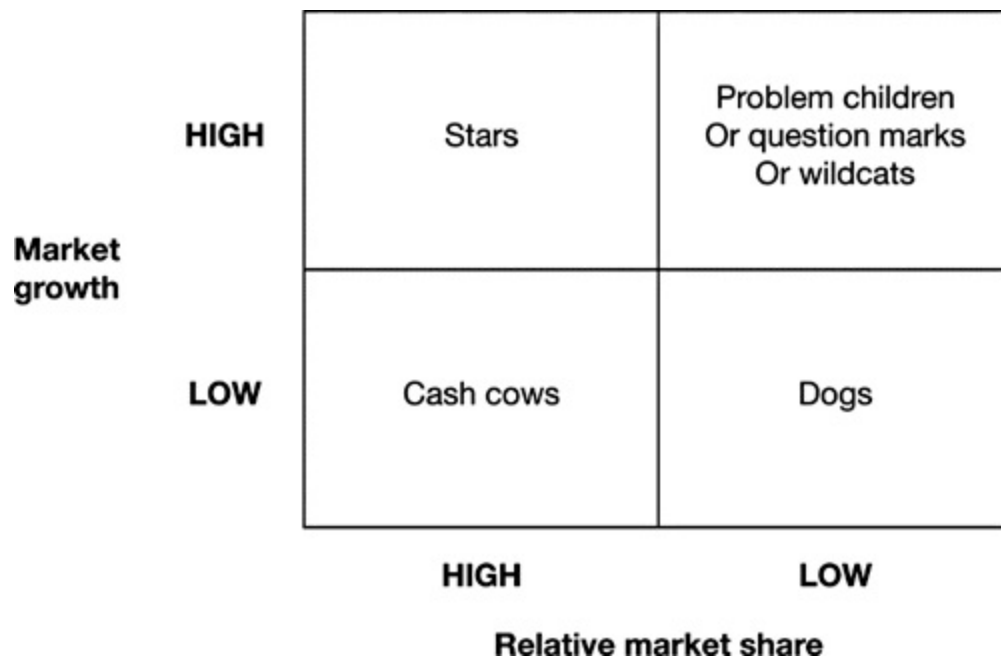 HIGH
Stars
Problem children
Or question marks
Or wildcats
Market
growth
LOW
Cash cows
Dogs
HIGH
LOW
Relative market share